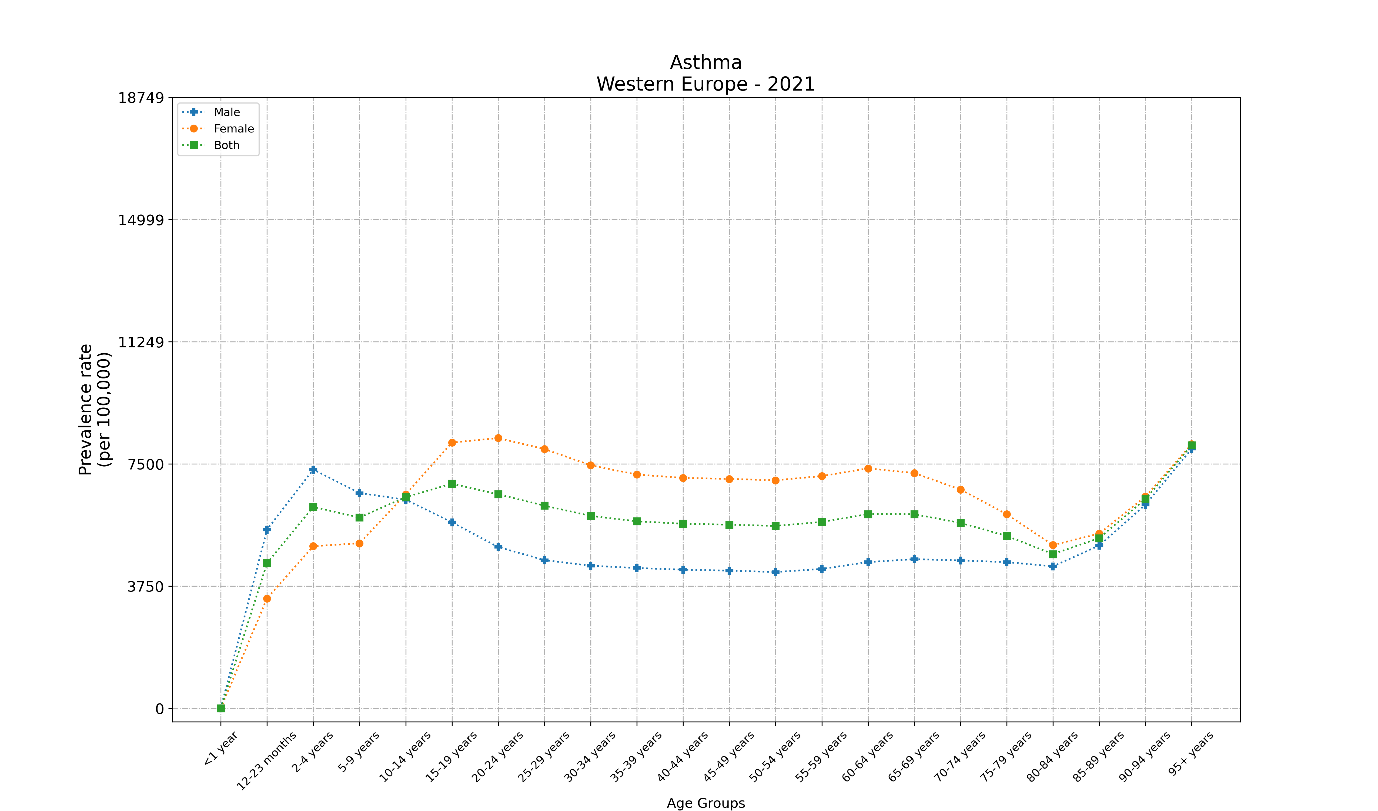 Asthma
Western Europe - 2021
18749
14999
11249
7500
3750
0
Prevalence rate
(per 100,000)
Male
Female
Both
<1 year
12-23 months
2-4 years
5-9 years
10-14 years
15-19 years
20-24 years
25-29 years
30-34 years
35-39 years
40-44 years
45-49 years
50-54 years
55-59 years
60-64 years
65-69 years
70-74 years
75-79 years
80-84 years
85-89 years
90-94 years
95+ years
Age Groups